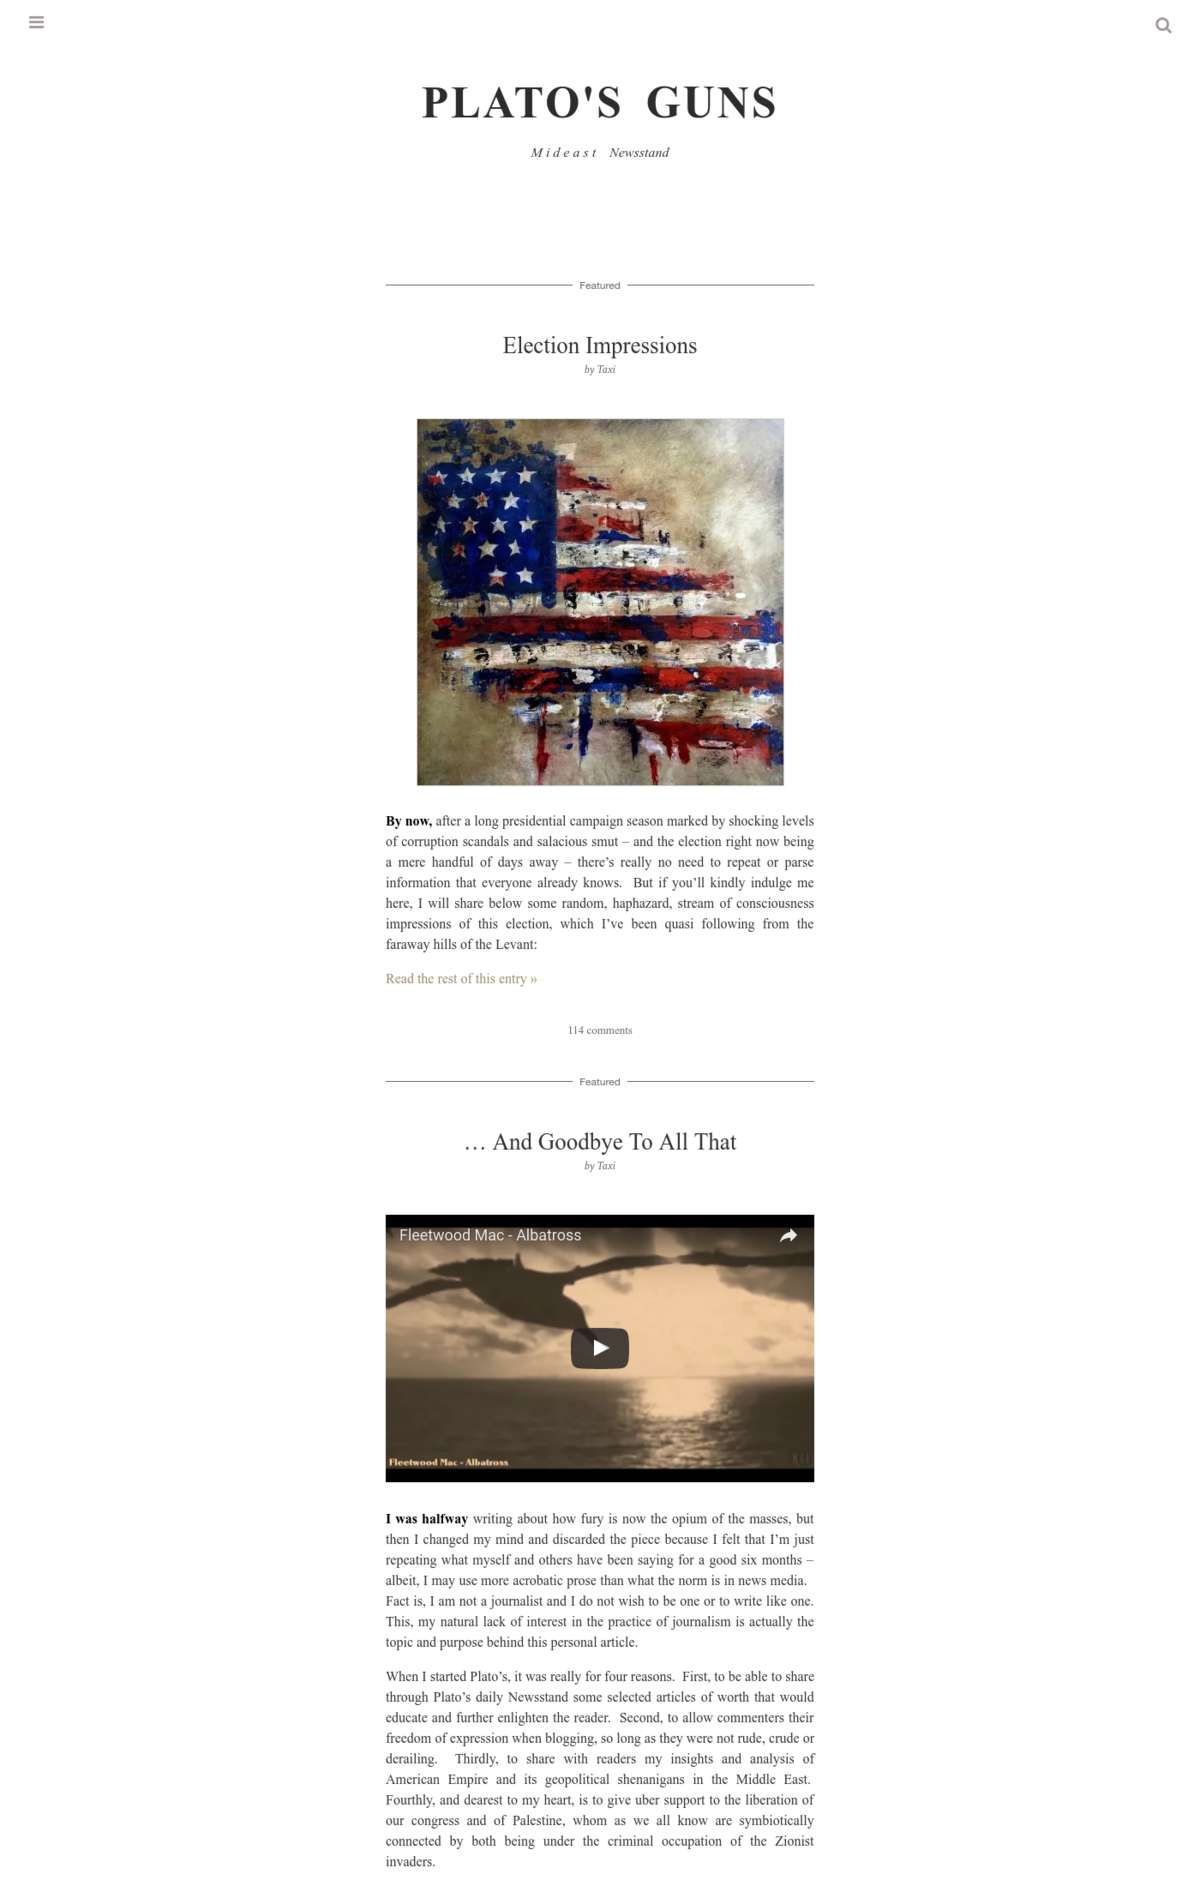 PLATO'S GUNS
Mideast Newsstand
Featured
Election Impressions
by Taxi
By now, after a long presidential campaign season marked by shocking levels
of corruption scandals and salacious smut – and the election right now being
a mere handful of days away – there’s really no need to repeat or parse
information that everyone already knows. But if you’ll kindly indulge me
here, I will share below some random, haphazard, stream of consciousness
impressions of this election, which I’ve been quasi following from the
faraway hills of the Levant:
Read the rest of this entry »
114 comments
Featured
… And Goodbye To All That
by Taxi
Fleetwood Mac - Albatross
Fleetwood Mac - Albatross
I was halfway writing about how fury is now the opium of the masses, but
then I changed my mind and discarded the piece because I felt that I’m just
repeating what myself and others have been saying for a good six months –
albeit, I may use more acrobatic prose than what the norm is in news media.
Fact is, I am not a journalist and I do not wish to be one or to write like one.
This, my natural lack of interest in the practice of journalism is actually the
topic and purpose behind this personal article.
When I started Plato’s, it was really for four reasons. First, to be able to share
through Plato’s daily Newsstand some selected articles of worth that would
educate and further enlighten the reader. Second, to allow commenters their
freedom of expression when blogging, so long as they were not rude, crude or
derailing. Thirdly, to share with readers my insights and analysis of
American Empire and its geopolitical shenanigans in the Middle East.
Fourthly, and dearest to my heart, is to give uber support to the liberation of
our congress and of Palestine, whom as we all know are symbiotically
connected by both being under the criminal occupation of the Zionist
invaders.